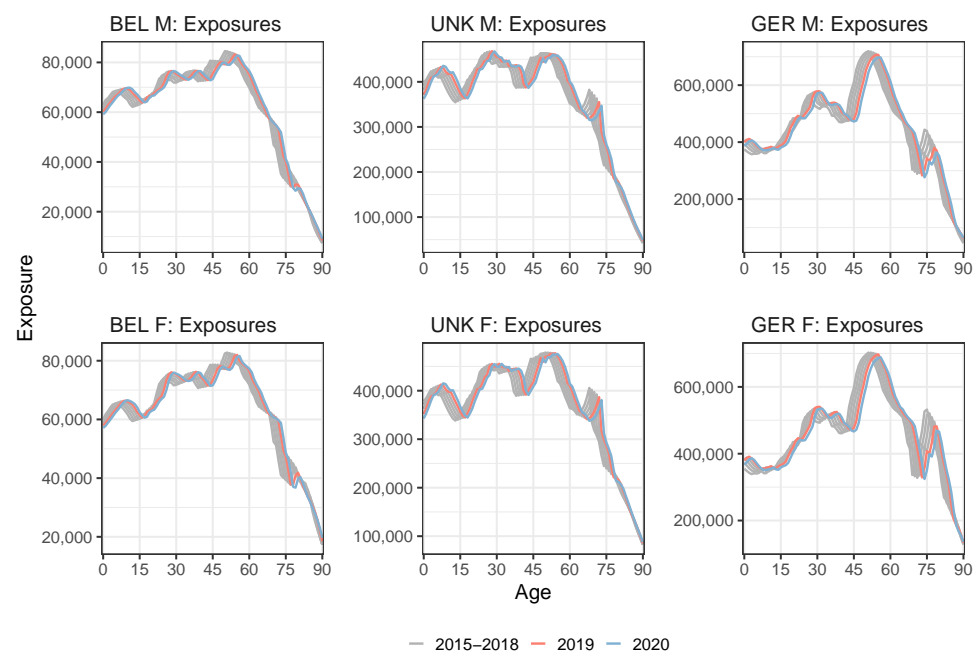 BEL M: Exposures
UNK M: Exposures
GER M: Exposures
80,000
60,000
40,000
20,000
0 15 30 45 60 75 90
400,000
300,000
200,000
100,000
0 15 30 45 60 75 90
600,000
400,000
200,000
0 15 30 45 60 75 90
Exposure
BEL F: Exposures
UNK F: Exposures
GER F: Exposures
80,000
60,000
40,000
20,000
0 15 30 45 60 75 90
400,000
300,000
200,000
100,000
0 15 30 45 60 75 90
600,000
400,000
200,000
0 15 30 45 60 75 90
Age
2015–2018 2019 2020